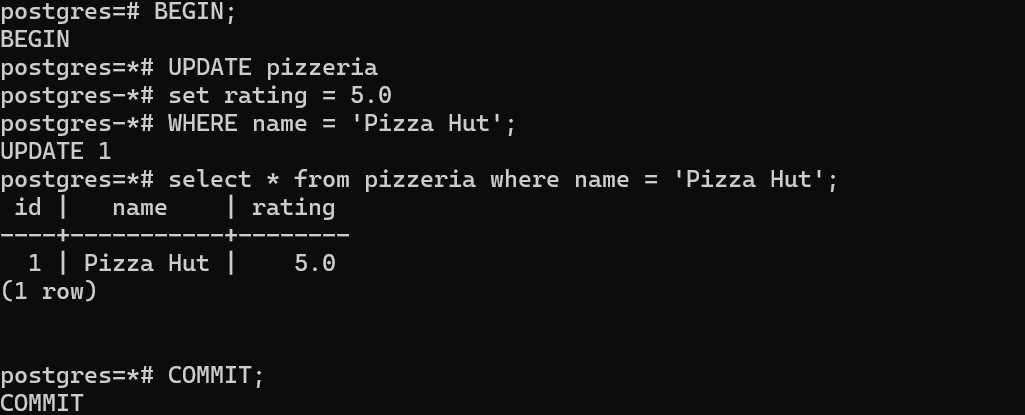 postgres=# BEGIN;
BEGIN
postgres=*# UPDATE pizzeria
postgres-*# set rating = 5.0
postgres-*# WHERE name = 'Pizza Hut';
UPDATE 1
postgres=*# select * from pizzeria where name = 'Pizza Hut';
 id |   name    | rating
----+-----------+--------
  1 | Pizza Hut |    5.0
(1 row)
postgres=*# COMMIT;
COMMIT